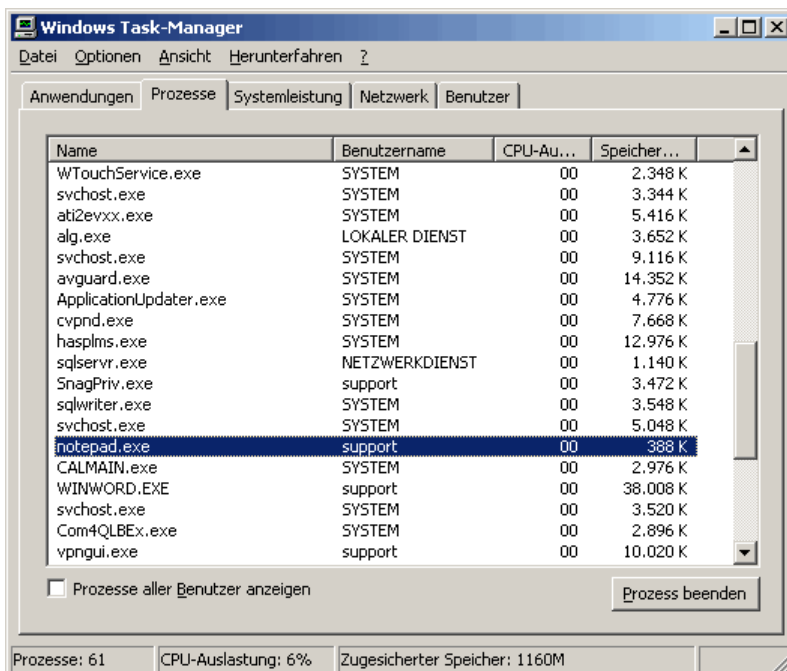 Windows Task-Manager
Datei Optionen Ansicht Herunterfahren ?
Anwendungen Prozesse Systemleistung Netzwerk Benutzer
Name Benutzername CPU-Au... Speicher...
WTouchService.exe SYSTEM 00 2.348 K
svchost.exe SYSTEM 00 3.344 K
ati2evxx.exe SYSTEM 00 5.416 K
alg.exe LOKALER DIENST 00 3.652 K
svchost.exe SYSTEM 00 9.116 K
avguard.exe SYSTEM 00 14.352 K
ApplicationUpdater.exe SYSTEM 00 4.776 K
cvpnd.exe SYSTEM 00 7.668 K
hasplms.exe SYSTEM 00 12.976 K
sqlservr.exe NETZWERKDIENST 00 1.140 K
SnagPriv.exe support 00 3.472 K
sqlwriter.exe SYSTEM 00 3.548 K
svchost.exe SYSTEM 00 5.048 K
notepad.exe support 00 388 K
CALMAIN.exe SYSTEM 00 2.976 K
WINWORD.EXE support 00 38.008 K
svchost.exe SYSTEM 00 3.520 K
Com4QLBEx.exe SYSTEM 00 2.896 K
vpngui.exe support 00 10.020 K
Prozesse aller Benutzer anzeigen Prozess beenden
Prozesse: 61 CPU-Auslastung: 6% Zugesicherter Speicher: 1160M